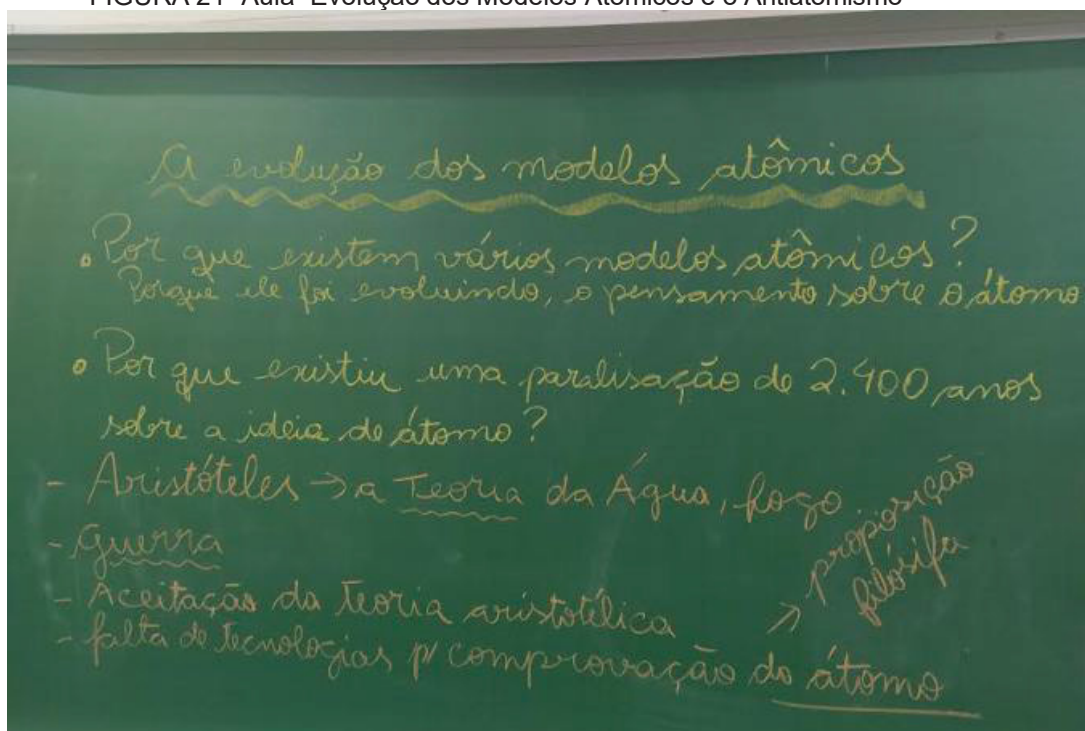 FIGURA 21- Aula "Evolução dos Modelos Atômicos e o Antiatomismo"
A evolução dos modelos atômicos
• Por que existem vários modelos atômicos?
Porque ele foi evoluindo, o pensamento sobre o átomo
• Por que existiu uma paralisação de 2.400 anos
sobre a ideia de átomo?
- Aristóteles → a Teoria da Água, fogo...
- Guerra
- Aceitação da teoria aristotélica
- falta de tecnologias p/ comprovação do átomo
→ proposição
filósifa